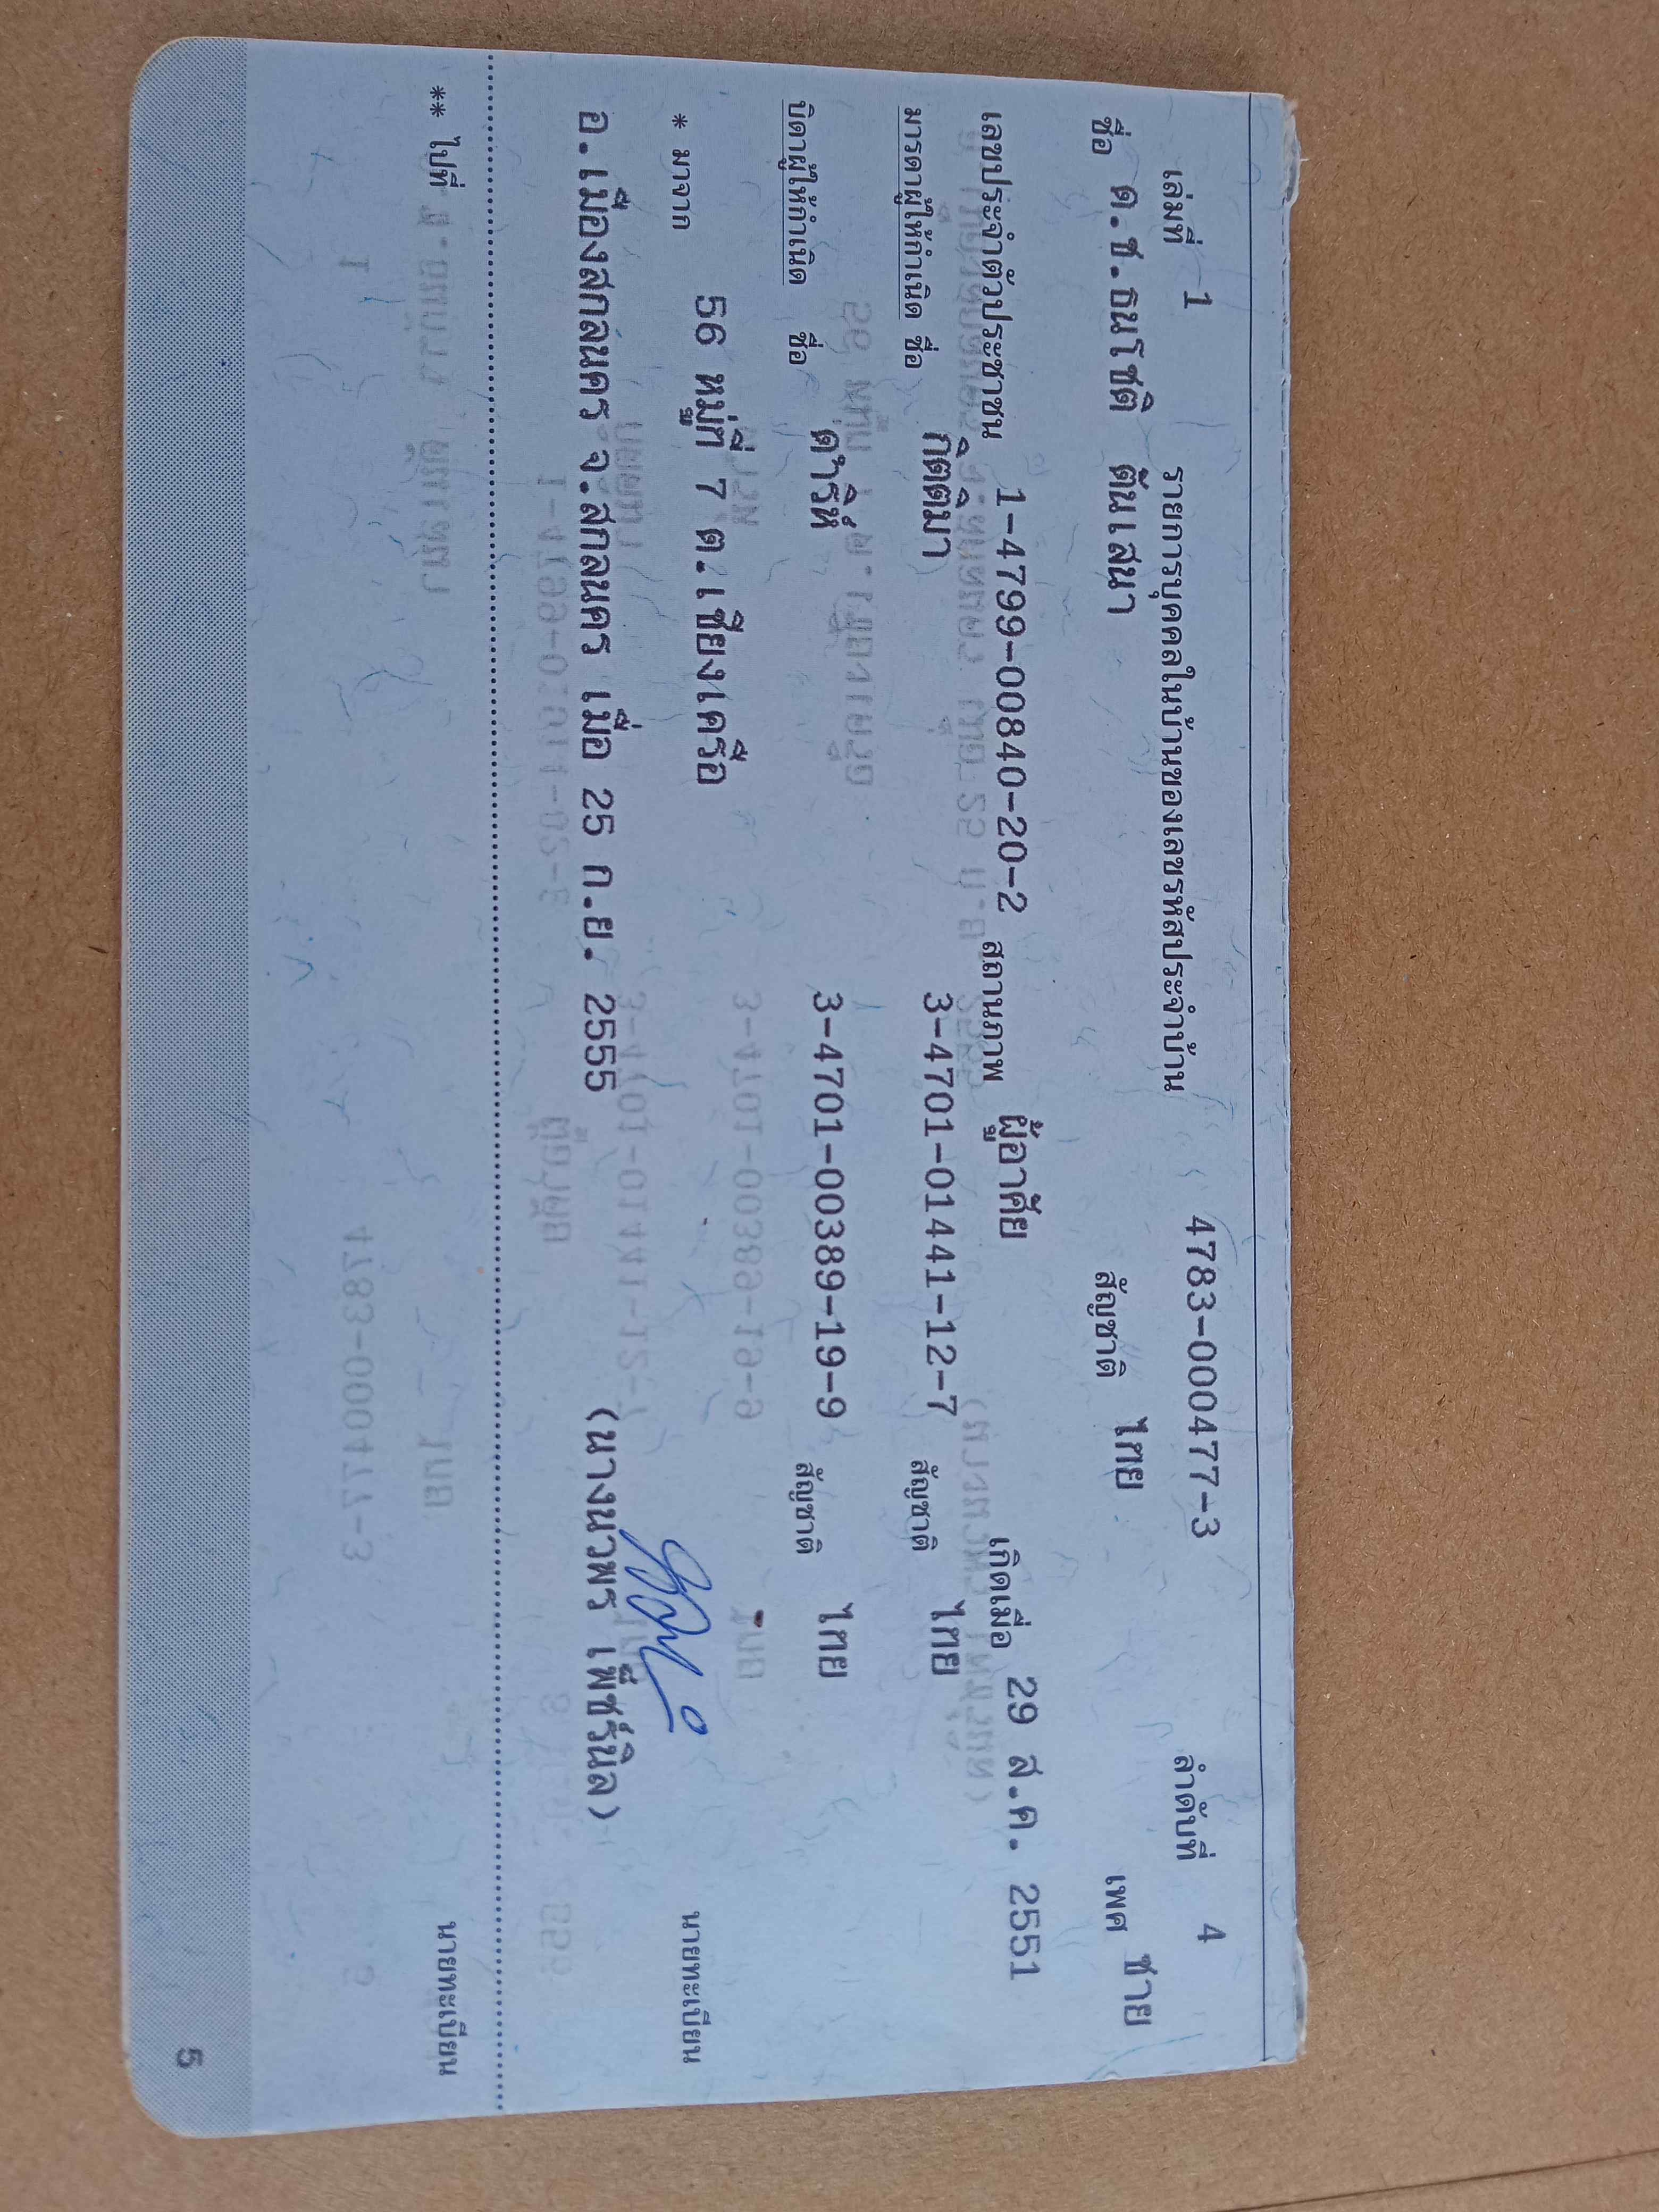 เล่มที่ 1 รายการบุคคลในบ้านของเลขรหัสประจำบ้าน 4783-000477-3 ลำดับที่ 4
ชื่อ ด.ช.ธนโชติ ต้นเสนา สัญชาติ ไทย เพศ ชาย
เลขประจำตัวประชาชน 1-4799-00840-20-2 สถานภาพ ผู้อาศัย เกิดเมื่อ 29 ส.ค. 2551
มารดาผู้ให้กำเนิด ชื่อ กิตติมา 3-4701-01441-12-7 สัญชาติ ไทย
บิดาผู้ให้กำเนิด ชื่อ ดำริห์ 3-4701-00389-19-9 สัญชาติ ไทย
* มาจาก 56 หมู่ที่ 7 ต.เชียงเครือ
นายทะเบียน
อ.เมืองสกลนคร จ.สกลนคร เมื่อ 25 ก.ย. 2555 (นางนวพร เพ็ชร์นิล)
** ไปที่
นายทะเบียน
5